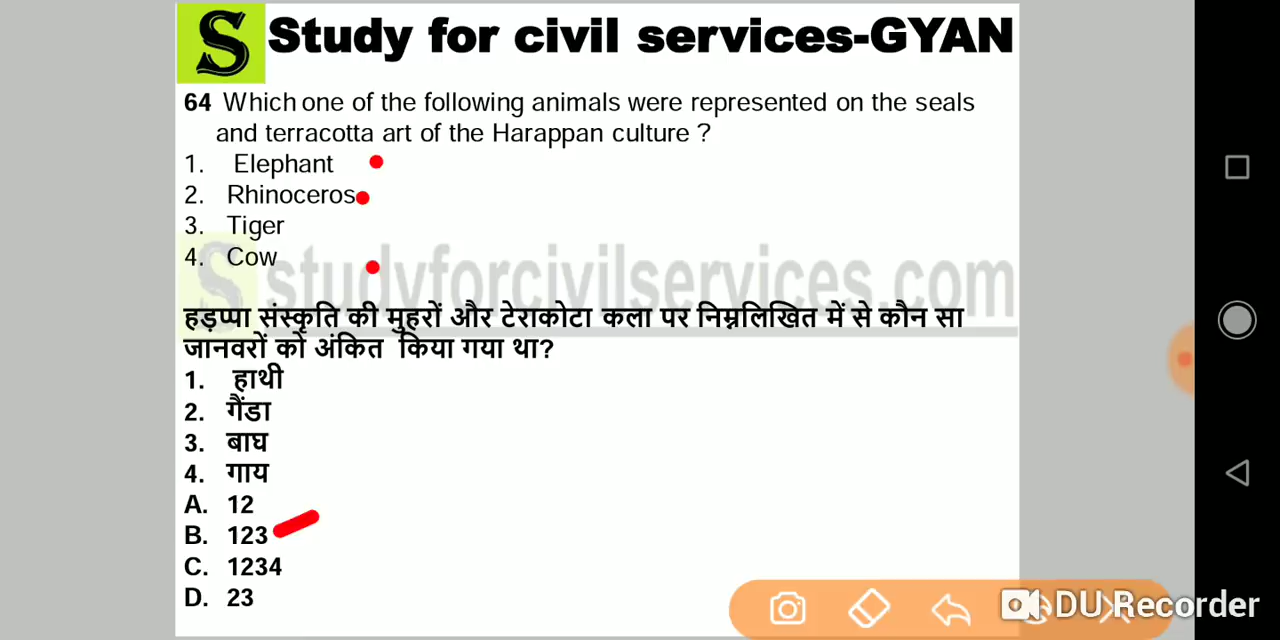 S Study for civil services-GYAN
64 Which one of the following animals were represented on the seals
and terracotta art of the Harappan culture ?
1. Elephant
2. Rhinoceros
3. Tiger
4. Cow
S studyforcivilservices.com
हड़प्पा संस्कृति की मुहरों और टेराकोटा कला पर निम्नलिखित में से कौन सा
जानवरों को अंकित किया गया था?
1. हाथी
2. गैंडा
3. बाघ
4. गाय
A. 12
B. 123
C. 1234
D. 23
DU Recorder